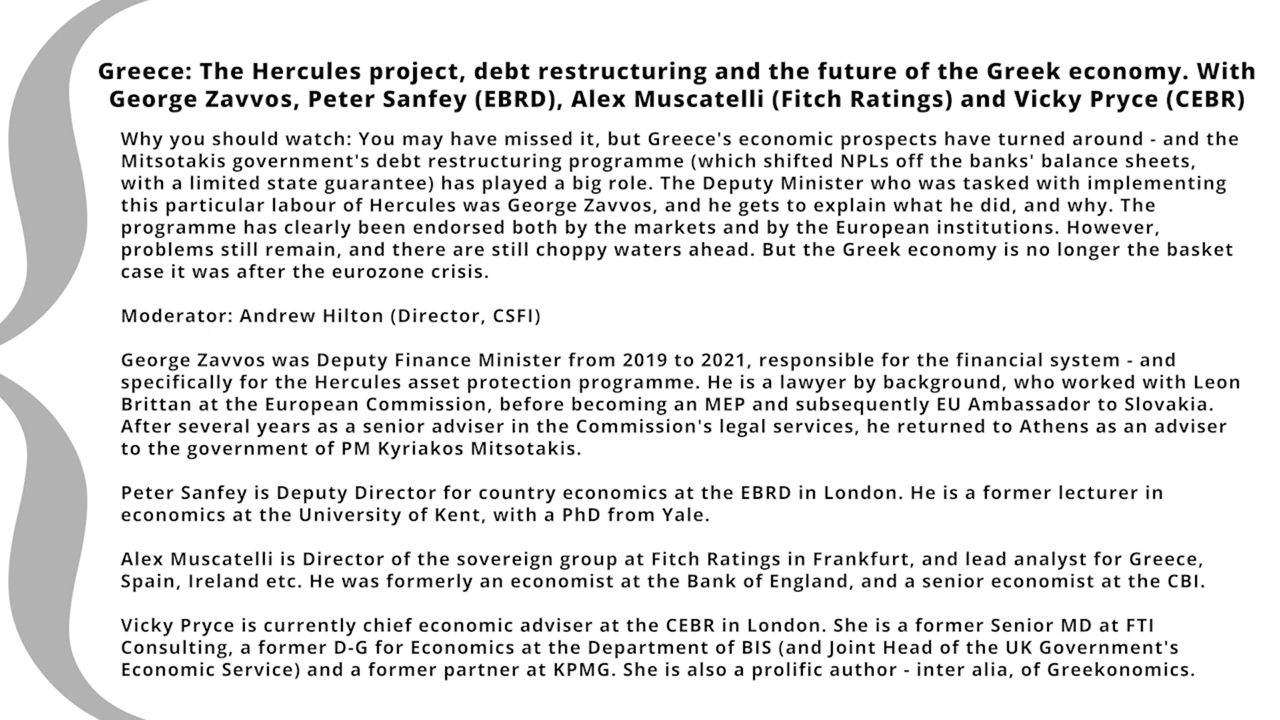 Greece: The Hercules project, debt restructuring and the future of the Greek economy. With
George Zavvos, Peter Sanfey (EBRD), Alex Muscatelli (Fitch Ratings) and Vicky Pryce (CEBR)
Why you should watch: You may have missed it, but Greece's economic prospects have turned around - and the
Mitsotakis government's debt restructuring programme (which shifted NPLs off the banks' balance sheets,
with a limited state guarantee) has played a big role. The Deputy Minister who was tasked with implementing
this particular labour of Hercules was George Zavvos, and he gets to explain what he did, and why. The
programme has clearly been endorsed both by the markets and by the European institutions. However,
problems still remain, and there are still choppy waters ahead. But the Greek economy is no longer the basket
case it was after the eurozone crisis.
Moderator: Andrew Hilton (Director, CSFI)
George Zavvos was Deputy Finance Minister from 2019 to 2021, responsible for the financial system - and
specifically for the Hercules asset protection programme. He is a lawyer by background, who worked with Leon
Brittan at the European Commission, before becoming an MEP and subsequently EU Ambassador to Slovakia.
After several years as a senior adviser in the Commission's legal services, he returned to Athens as an adviser
to the government of PM Kyriakos Mitsotakis.
Peter Sanfey is Deputy Director for country economics at the EBRD in London. He is a former lecturer in
economics at the University of Kent, with a PhD from Yale.
Alex Muscatelli is Director of the sovereign group at Fitch Ratings in Frankfurt, and lead analyst for Greece,
Spain, Ireland etc. He was formerly an economist at the Bank of England, and a senior economist at the CBI.
Vicky Pryce is currently chief economic adviser at the CEBR in London. She is a former Senior MD at FTI
Consulting, a former D-G for Economics at the Department of BIS (and Joint Head of the UK Government's
Economic Service) and a former partner at KPMG. She is also a prolific author - inter alia, of Greekonomics.